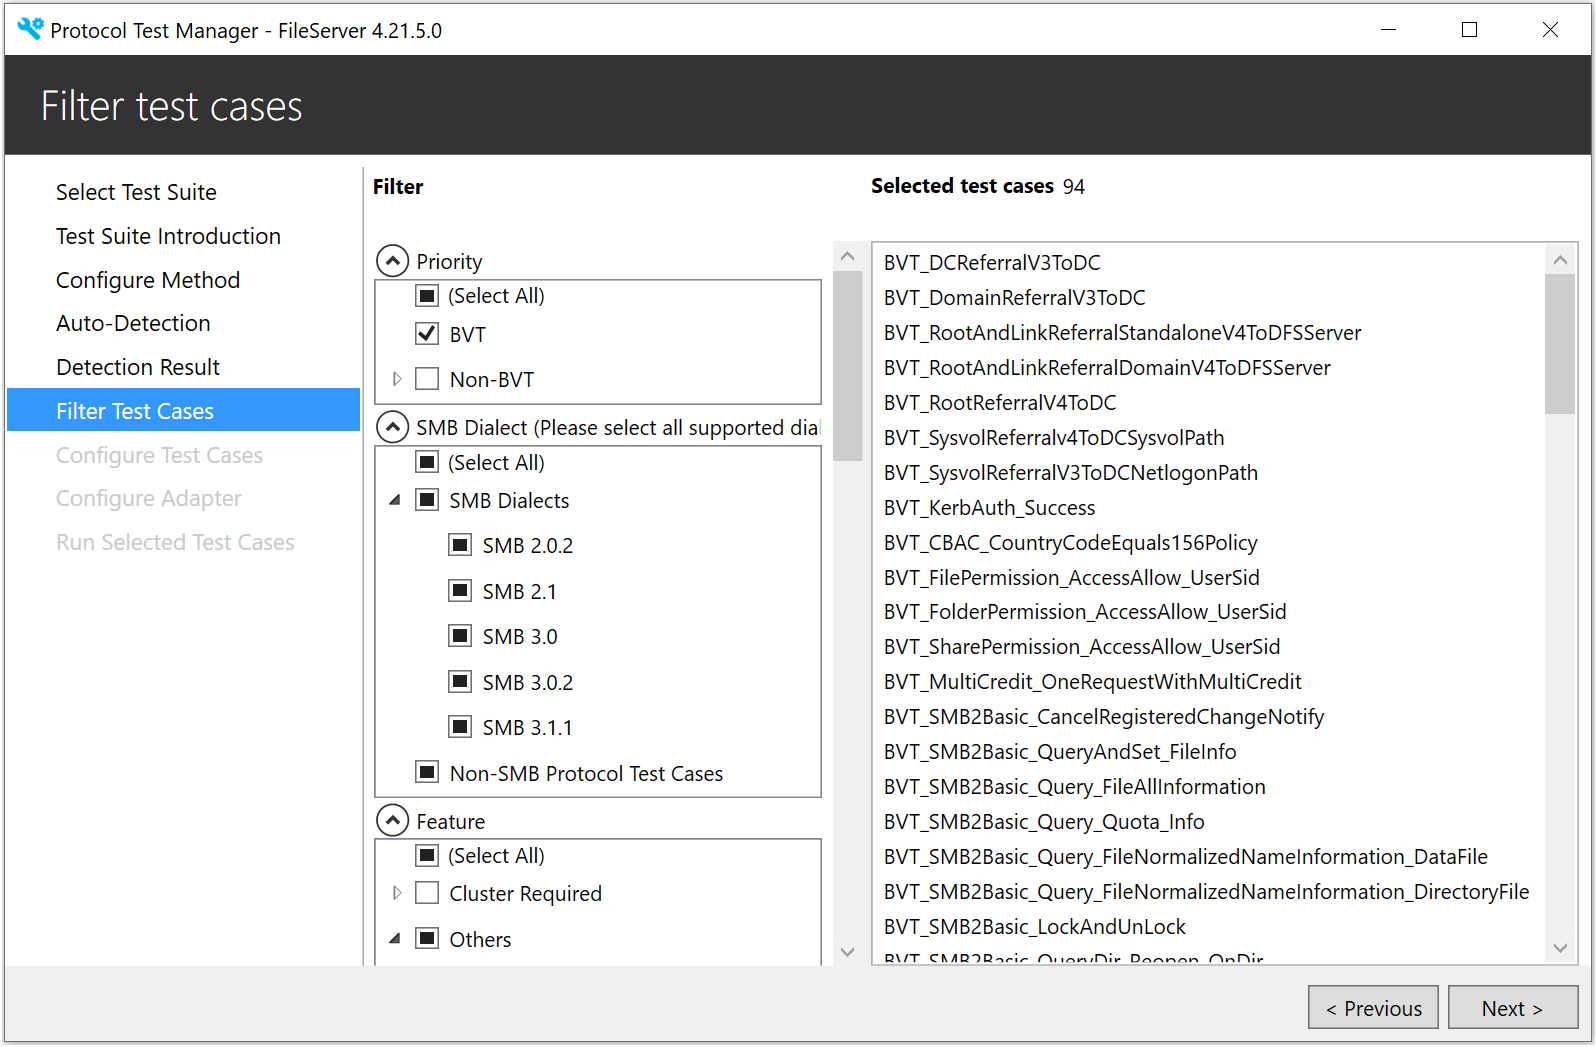 Protocol Test Manager - FileServer 4.21.5.0
Filter test cases
Select Test Suite
Test Suite Introduction
Configure Method
Auto-Detection
Detection Result
Filter Test Cases
Configure Test Cases
Configure Adapter
Run Selected Test Cases
Filter
Priority
(Select All)
BVT
Non-BVT
SMB Dialect (Please select all supported dial
(Select All)
SMB Dialects
SMB 2.0.2
SMB 2.1
SMB 3.0
SMB 3.0.2
SMB 3.1.1
Non-SMB Protocol Test Cases
Feature
(Select All)
Cluster Required
Others
Selected test cases 94
BVT_DCReferralV3ToDC
BVT_DomainReferralV3ToDC
BVT_RootAndLinkReferralStandaloneV4ToDFSServer
BVT_RootAndLinkReferralDomainV4ToDFSServer
BVT_RootReferralV4ToDC
BVT_SysvolReferralv4ToDCSysvolPath
BVT_SysvolReferralV3ToDCNetlogonPath
BVT_KerbAuth_Success
BVT_CBAC_CountryCodeEquals156Policy
BVT_FilePermission_AccessAllow_UserSid
BVT_FolderPermission_AccessAllow_UserSid
BVT_SharePermission_AccessAllow_UserSid
BVT_MultiCredit_OneRequestWithMultiCredit
BVT_SMB2Basic_CancelRegisteredChangeNotify
BVT_SMB2Basic_QueryAndSet_FileInfo
BVT_SMB2Basic_Query_FileAllInformation
BVT_SMB2Basic_Query_Quota_Info
BVT_SMB2Basic_Query_FileNormalizedNameInformation_DataFile
BVT_SMB2Basic_Query_FileNormalizedNameInformation_DirectoryFile
BVT_SMB2Basic_LockAndUnLock
BVT_SMB2Basic_QueryDir_Reopen_OnDir
< Previous
Next >